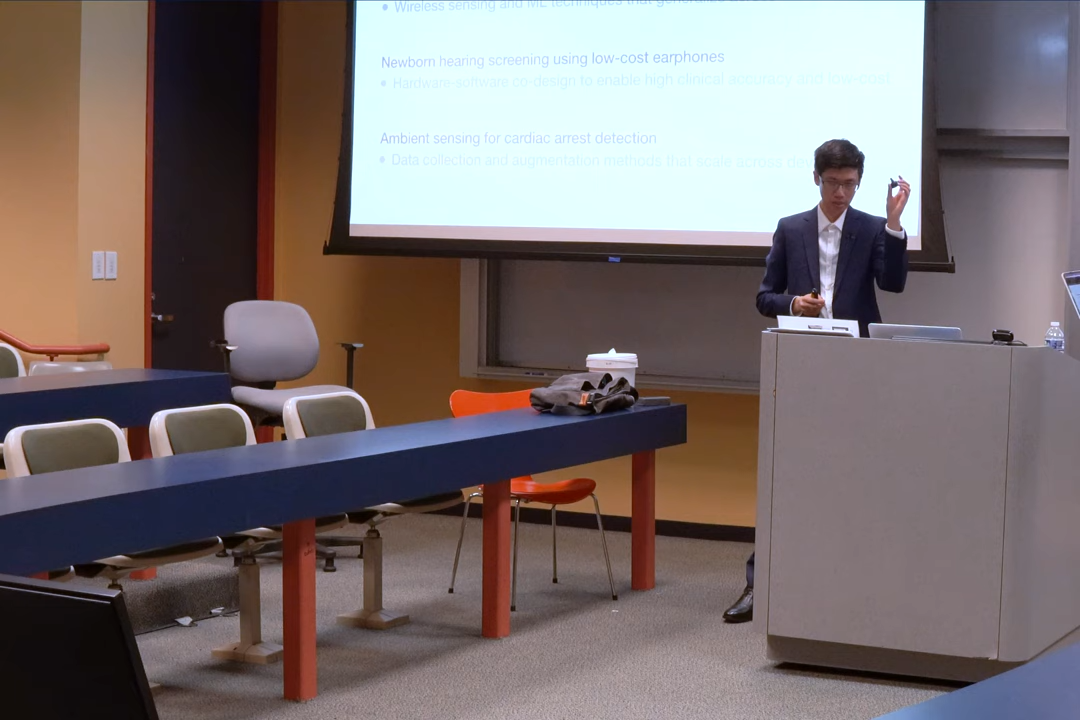 • Wireless sensing and ML techniques that generalize across
Newborn hearing screening using low-cost earphones
• Hardware-software co-design to enable high clinical accuracy and low-cost
Ambient sensing for cardiac arrest detection
• Data collection and augmentation methods that scale across